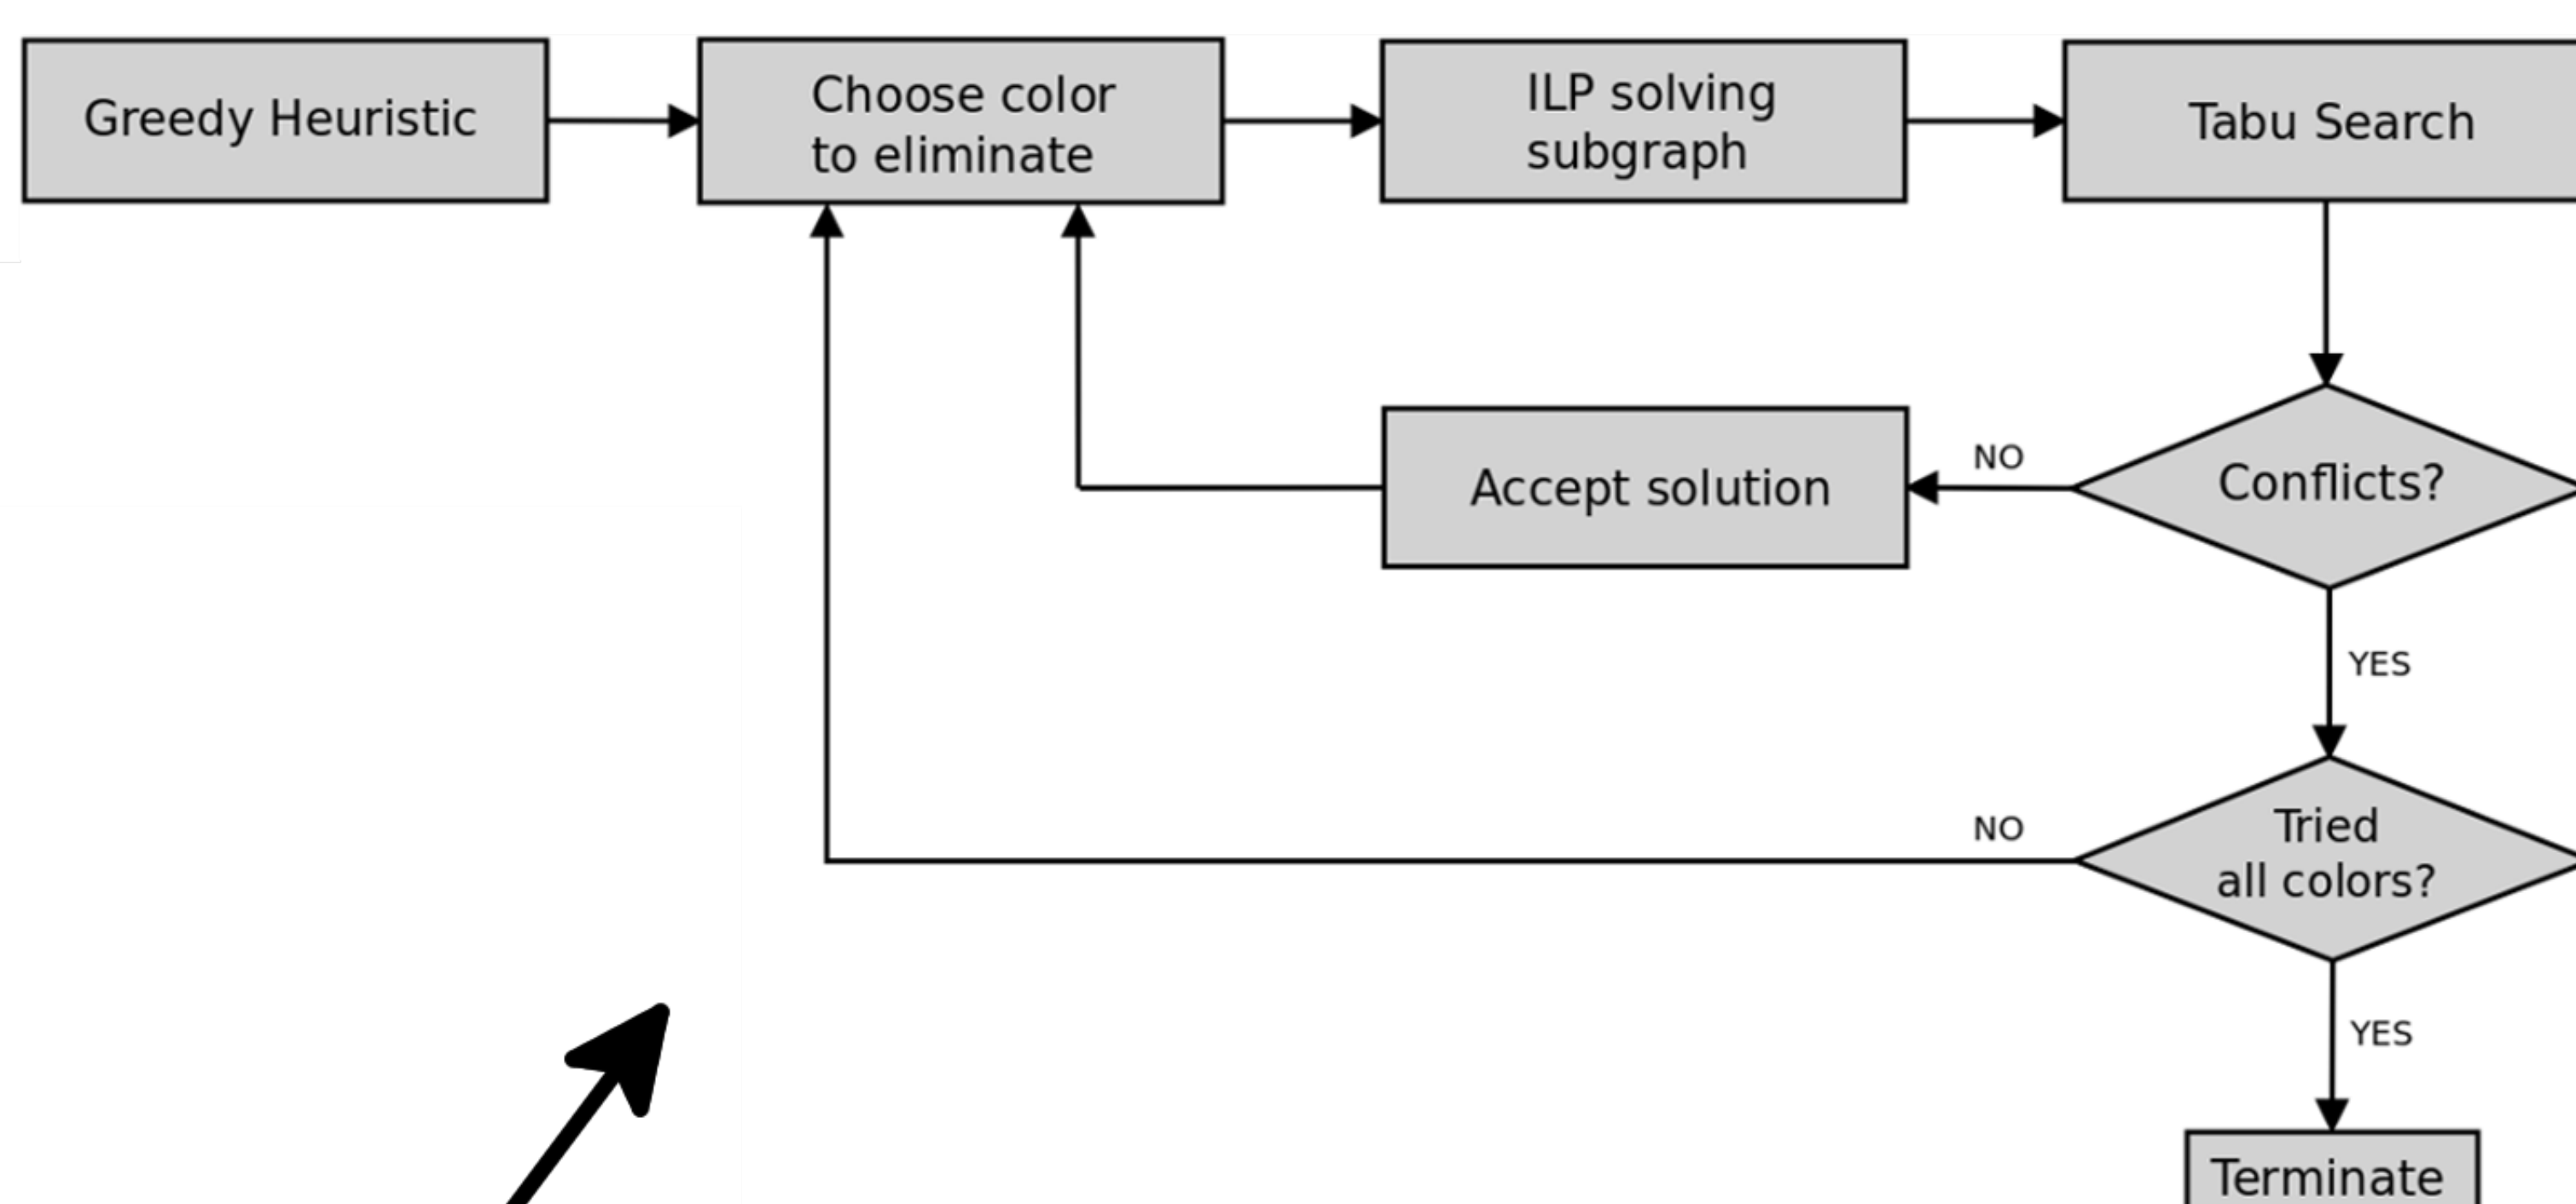 Greedy Heuristic
Choose color
to eliminate
ILP solving
subgraph
Tabu Search
Accept solution
NO
Conflicts?
YES
NO
Tried
all colors?
YES
Terminate